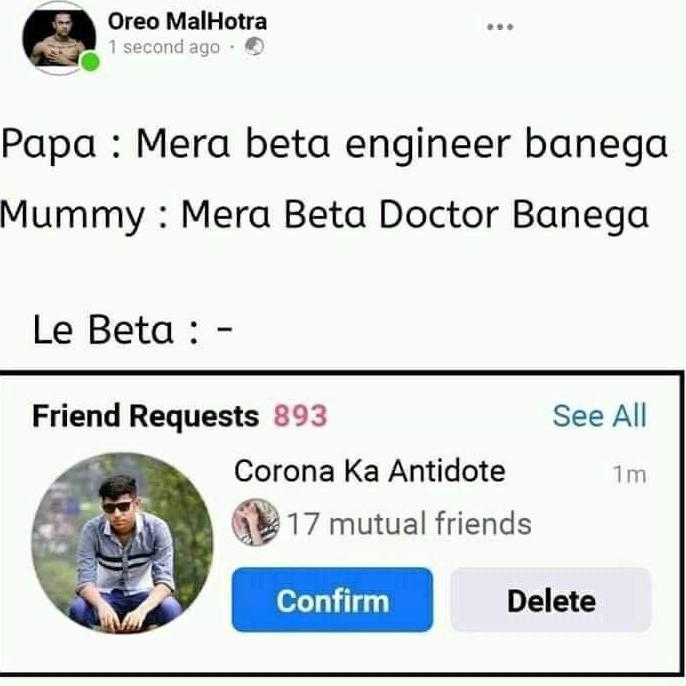 Oreo MalHotra
1 second ago ·
Papa : Mera beta engineer banega
Mummy : Mera Beta Doctor Banega
Le Beta : -
Friend Requests 893 See All
Corona Ka Antidote 1m
17 mutual friends
Confirm Delete